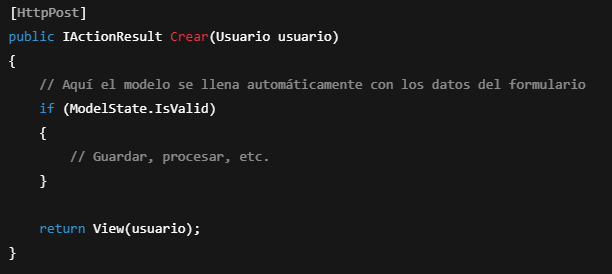 [HttpPost]
public IActionResult Crear(Usuario usuario)
{
    // Aquí el modelo se llena automáticamente con los datos del formulario
    if (ModelState.IsValid)
    {
        // Guardar, procesar, etc.
    }
    return View(usuario);
}